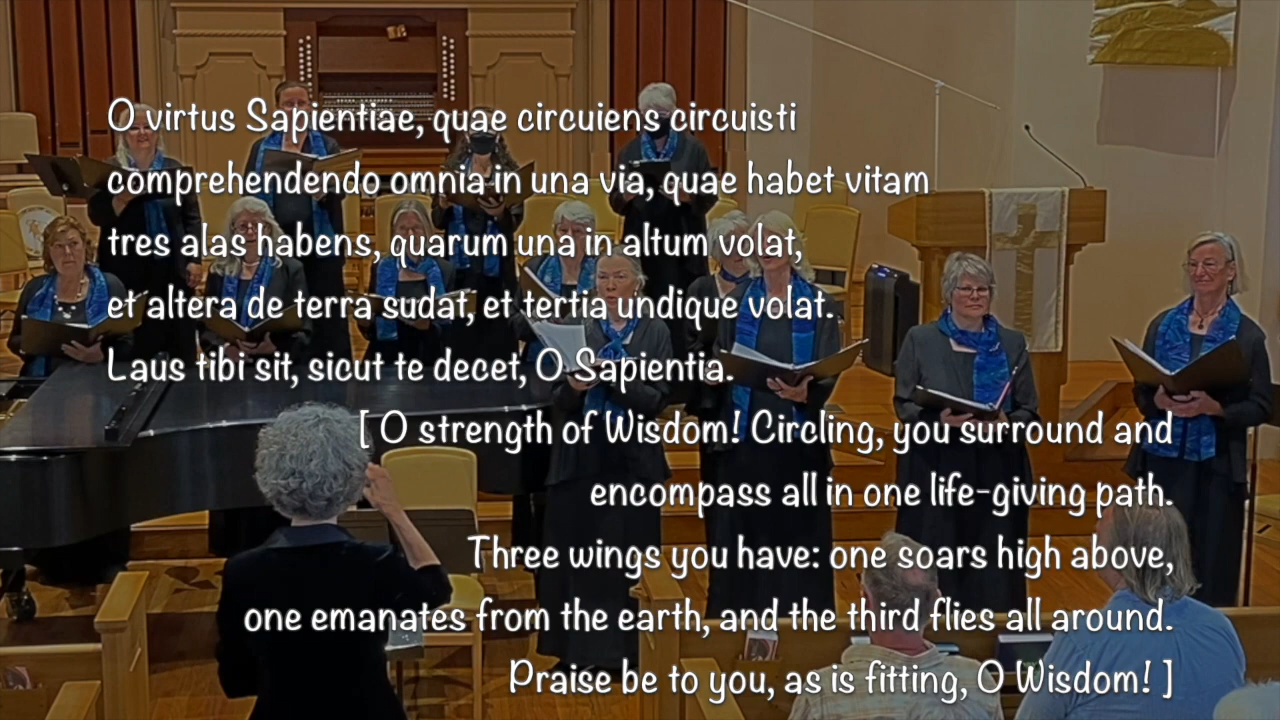 O virtus Sapientiae, quae circuiens circuisti
comprehendendo omnia in una via, quae habet vitam
tres alas habens, quarum una in altum volat,
et altera de terra sudat, et tertia undique volat.
Laus tibi sit, sicut te decet, O Sapientia.
[ O strength of Wisdom! Circling, you surround and
encompass all in one life-giving path.
Three wings you have: one soars high above,
one emanates from the earth, and the third flies all around.
Praise be to you, as is fitting, O Wisdom! ]